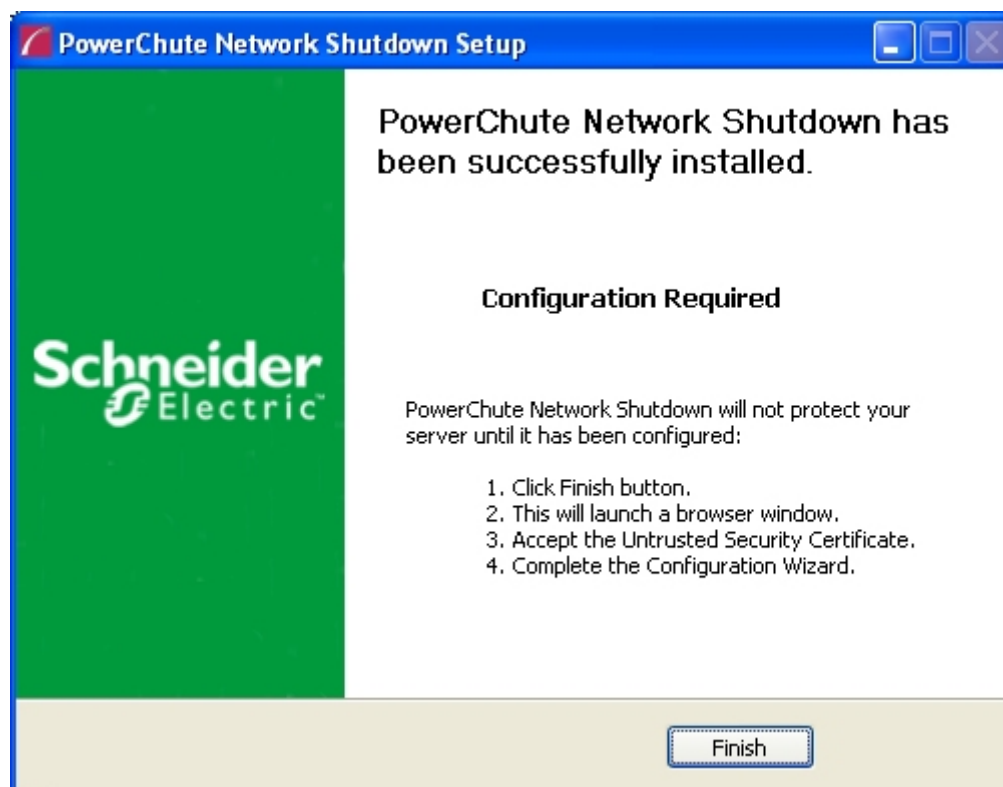 PowerChute Network Shutdown Setup
PowerChute Network Shutdown has
been successfully installed.
Configuration Required
Schneider
Electric™
PowerChute Network Shutdown will not protect your
server until it has been configured:
1. Click Finish button.
2. This will launch a browser window.
3. Accept the Untrusted Security Certificate.
4. Complete the Configuration Wizard.
Finish